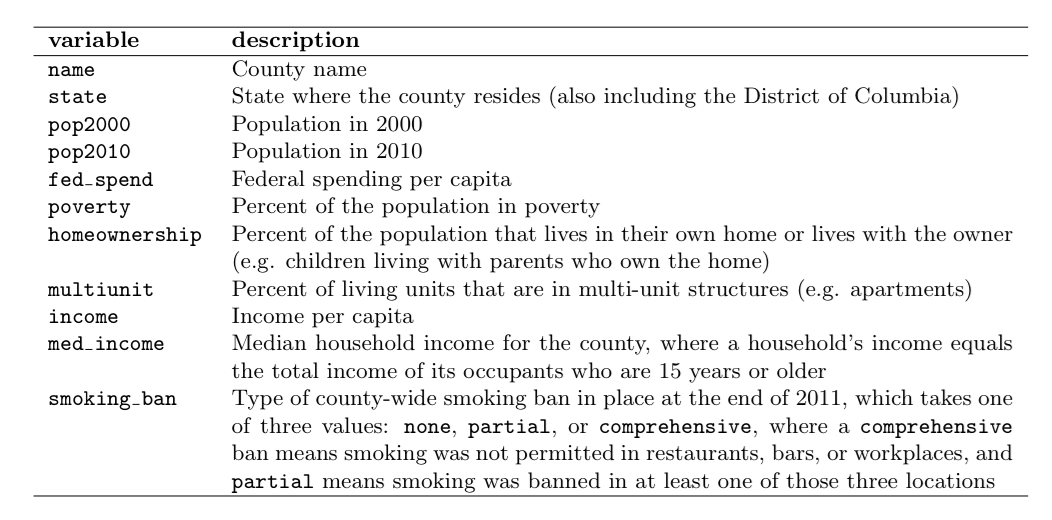 variable description
name County name
state State where the county resides (also including the District of Columbia)
pop2000 Population in 2000
pop2010 Population in 2010
fed_spend Federal spending per capita
poverty Percent of the population in poverty
homeownership Percent of the population that lives in their own home or lives with the owner
(e.g. children living with parents who own the home)
multiunit Percent of living units that are in multi-unit structures (e.g. apartments)
income Income per capita
med_income Median household income for the county, where a household's income equals
the total income of its occupants who are 15 years or older
smoking_ban Type of county-wide smoking ban in place at the end of 2011, which takes one
of three values: none, partial, or comprehensive, where a comprehensive
ban means smoking was not permitted in restaurants, bars, or workplaces, and
partial means smoking was banned in at least one of those three locations